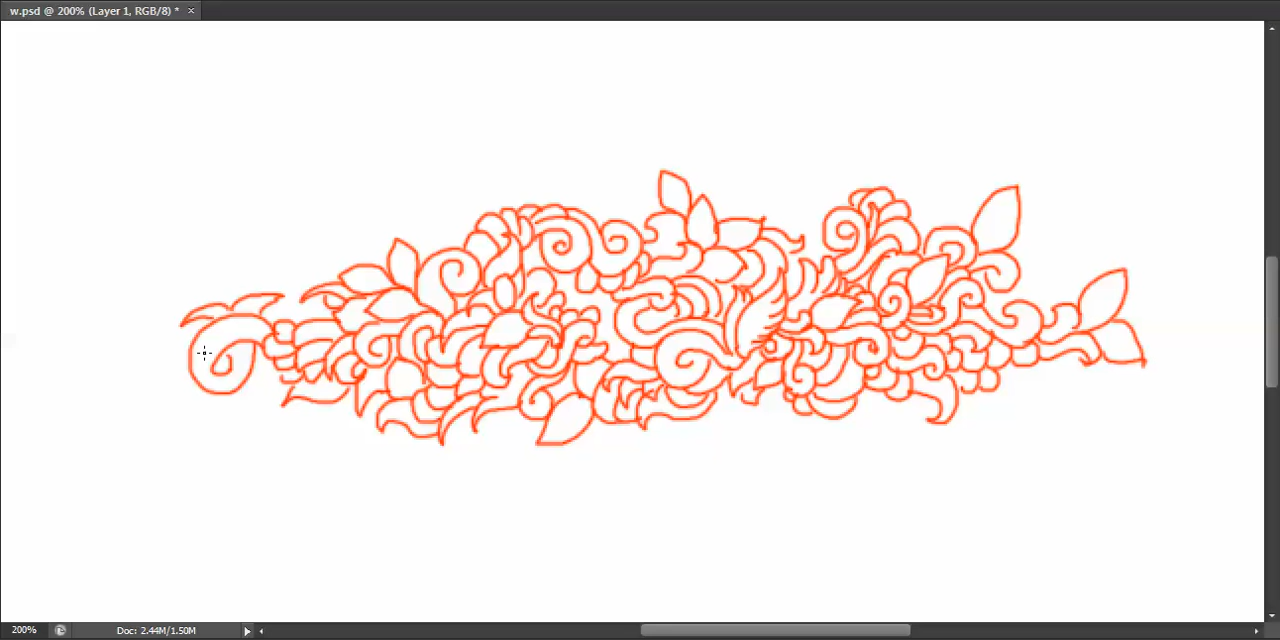 w.psd @ 200% (Layer 1, RGB/8) * ×
200% Doc: 2.44M/1.50M